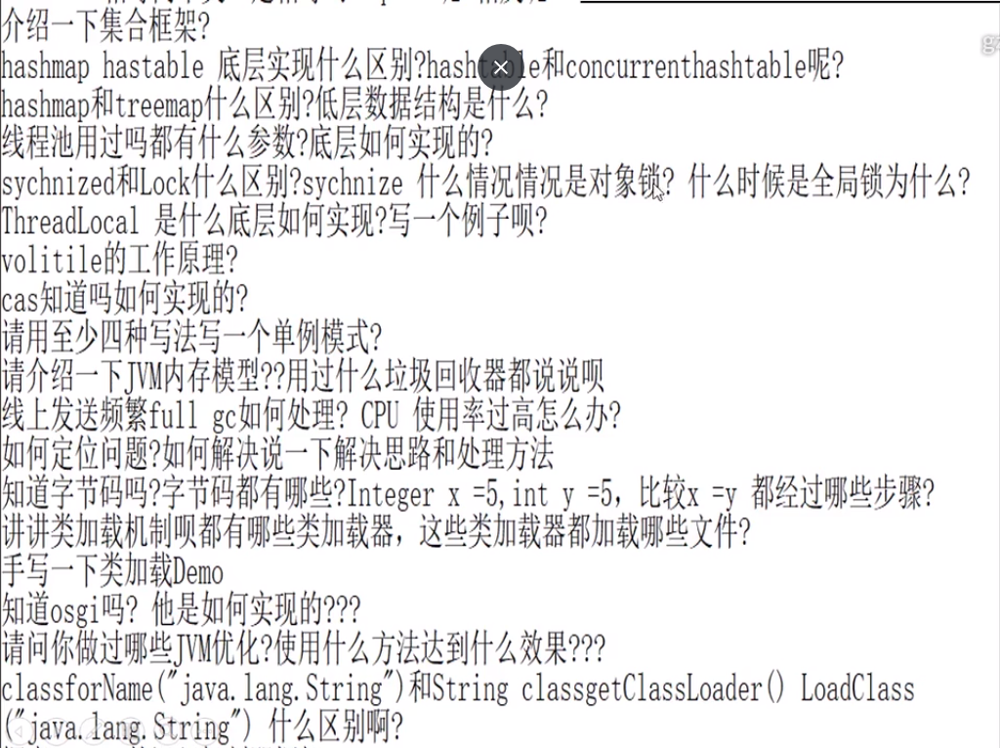 介绍一下集合框架?
hashmap hastable 底层实现什么区别?hashtable和concurrenthashtable呢?
hashmap和treemap什么区别?低层数据结构是什么?
线程池用过吗都有什么参数?底层如何实现的?
sychnized和Lock什么区别?sychnize 什么情况情况是对象锁? 什么时候是全局锁为什么?
ThreadLocal 是什么底层如何实现?写一个例子呗?
volitile的工作原理?
cas知道吗如何实现的?
请用至少四种写法写一个单例模式?
请介绍一下JVM内存模型??用过什么垃圾回收器都说说呗
线上发送频繁full gc如何处理? CPU 使用率过高怎么办?
如何定位问题?如何解决说一下解决思路和处理方法
知道字节码吗?字节码都有哪些?Integer x =5,int y =5，比较x =y 都经过哪些步骤?
讲讲类加载机制呗都有哪些类加载器，这些类加载器都加载哪些文件?
手写一下类加载Demo
知道osgi吗? 他是如何实现的???
请问你做过哪些JVM优化?使用什么方法达到什么效果???
classforName("java.lang.String")和String classgetClassLoader() LoadClass
("java.lang.String") 什么区别啊?